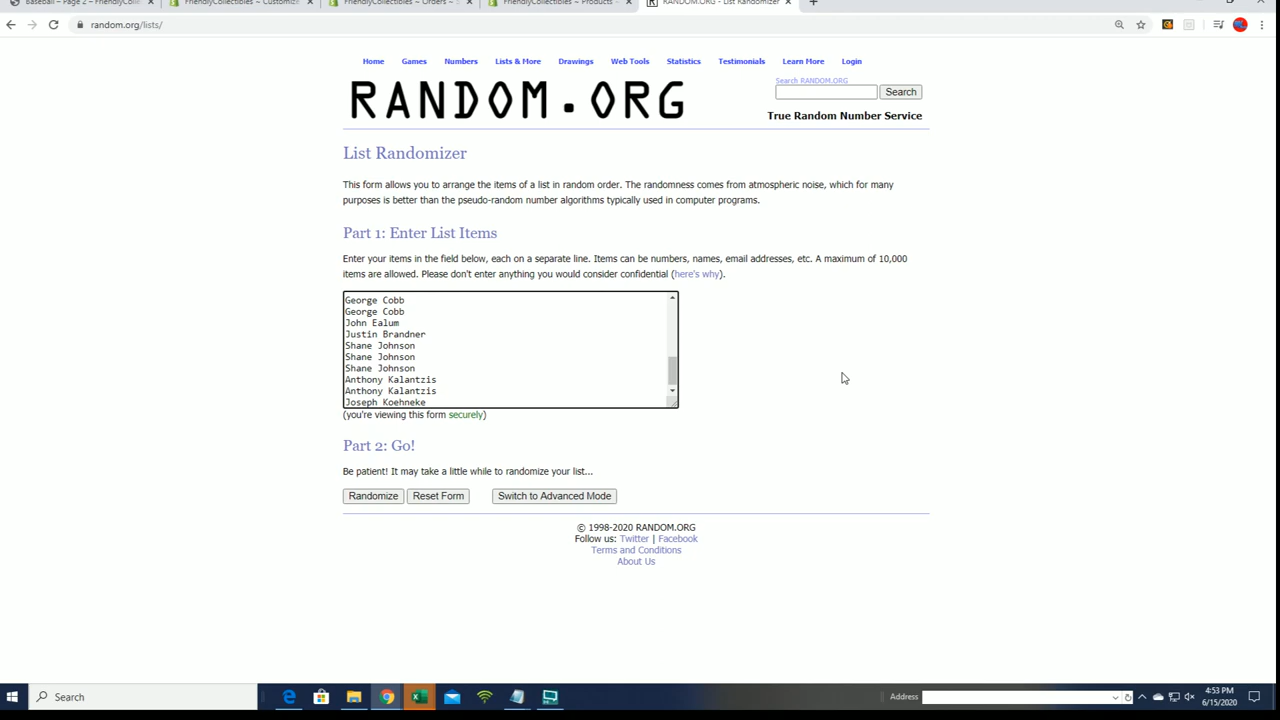 Baseball – Page 2 – FriendlyColle
FriendlyCollectibles ~ Customize
FriendlyCollectibles ~ Orders ~
FriendlyCollectibles ~ Products ~
RANDOM.ORG - List Randomizer
random.org/lists/
Home Games Numbers Lists & More Drawings Web Tools Statistics Testimonials Learn More Login
Search RANDOM.ORG
Search
RANDOM.ORG
True Random Number Service
List Randomizer
This form allows you to arrange the items of a list in random order. The randomness comes from atmospheric noise, which for many
purposes is better than the pseudo-random number algorithms typically used in computer programs.
Part 1: Enter List Items
Enter your items in the field below, each on a separate line. Items can be numbers, names, email addresses, etc. A maximum of 10,000
items are allowed. Please don't enter anything you would consider confidential (here's why).
George Cobb
George Cobb
John Ealum
Justin Brandner
Shane Johnson
Shane Johnson
Shane Johnson
Anthony Kalantzis
Anthony Kalantzis
Joseph Koehneke
(you're viewing this form securely)
Part 2: Go!
Be patient! It may take a little while to randomize your list...
Randomize Reset Form Switch to Advanced Mode
© 1998-2020 RANDOM.ORG
Follow us: Twitter | Facebook
Terms and Conditions
About Us
Search
Address
4:53 PM
6/15/2020